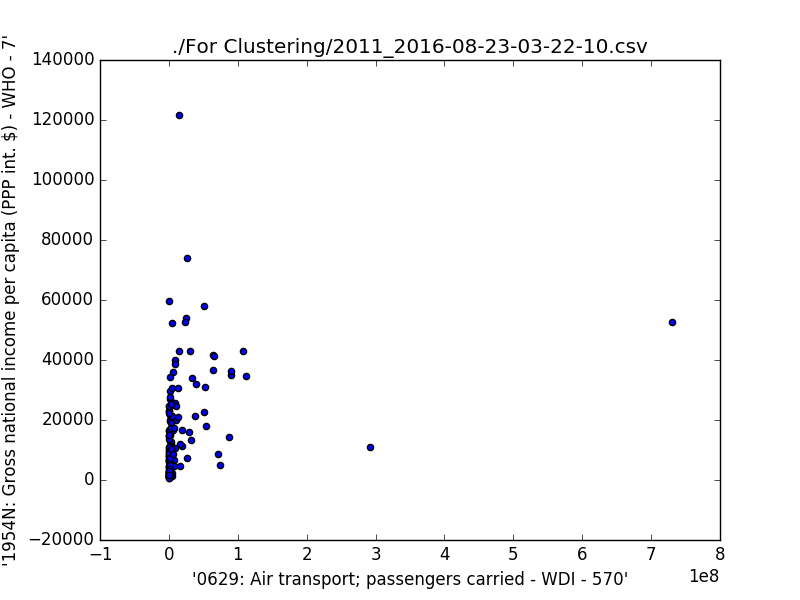 ./For Clustering/2011_2016-08-23-03-22-10.csv
'1954N: Gross national income per capita (PPP int. $) - WHO - 7'
140000
120000
100000
80000
60000
40000
20000
0
−20000
−1 0 1 2 3 4 5 6 7 8
1e8
'0629: Air transport; passengers carried - WDI - 570'